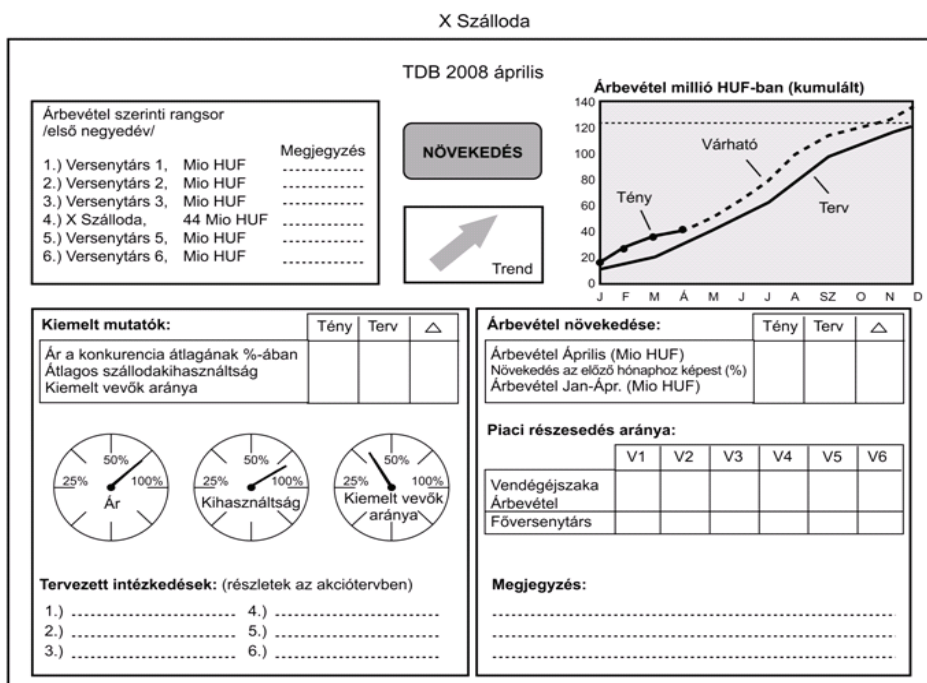 X Szálloda
TDB 2008 április
Árbevétel szerinti rangsor
/első negyedév/
Megjegyzés
1.) Versenytárs 1, Mio HUF ................
2.) Versenytárs 2, Mio HUF ................
3.) Versenytárs 3, Mio HUF ................
4.) X Szálloda, 44 Mio HUF ................
5.) Versenytárs 5, Mio HUF ................
6.) Versenytárs 6, Mio HUF ................
NÖVEKEDÉS
Trend
Árbevétel millió HUF-ban (kumulált)
140
120
100
80
60
40
20
0
Várható
Tény
Terv
J F M Á M J J A SZ O N D
Kiemelt mutatók: Tény Terv △
Ár a konkurencia átlagának %-ában
Átlagos szállodakihasználtság
Kiemelt vevők aránya
25% 50% 100%
Ár
25% 50% 100%
Kihasználtság
25% 50% 100%
Kiemelt vevők
aránya
Tervezett intézkedések: (részletek az akciótervben)
1.) ................ 4.) ................
2.) ................ 5.) ................
3.) ................ 6.) ................
Árbevétel növekedése: Tény Terv △
Árbevétel Április (Mio HUF)
Növekedés az előző hónaphoz képest (%)
Árbevétel Jan-Ápr. (Mio HUF)
Piaci részesedés aránya:
V1 V2 V3 V4 V5 V6
Vendégéjszaka
Árbevétel
Főversenytárs
Megjegyzés: